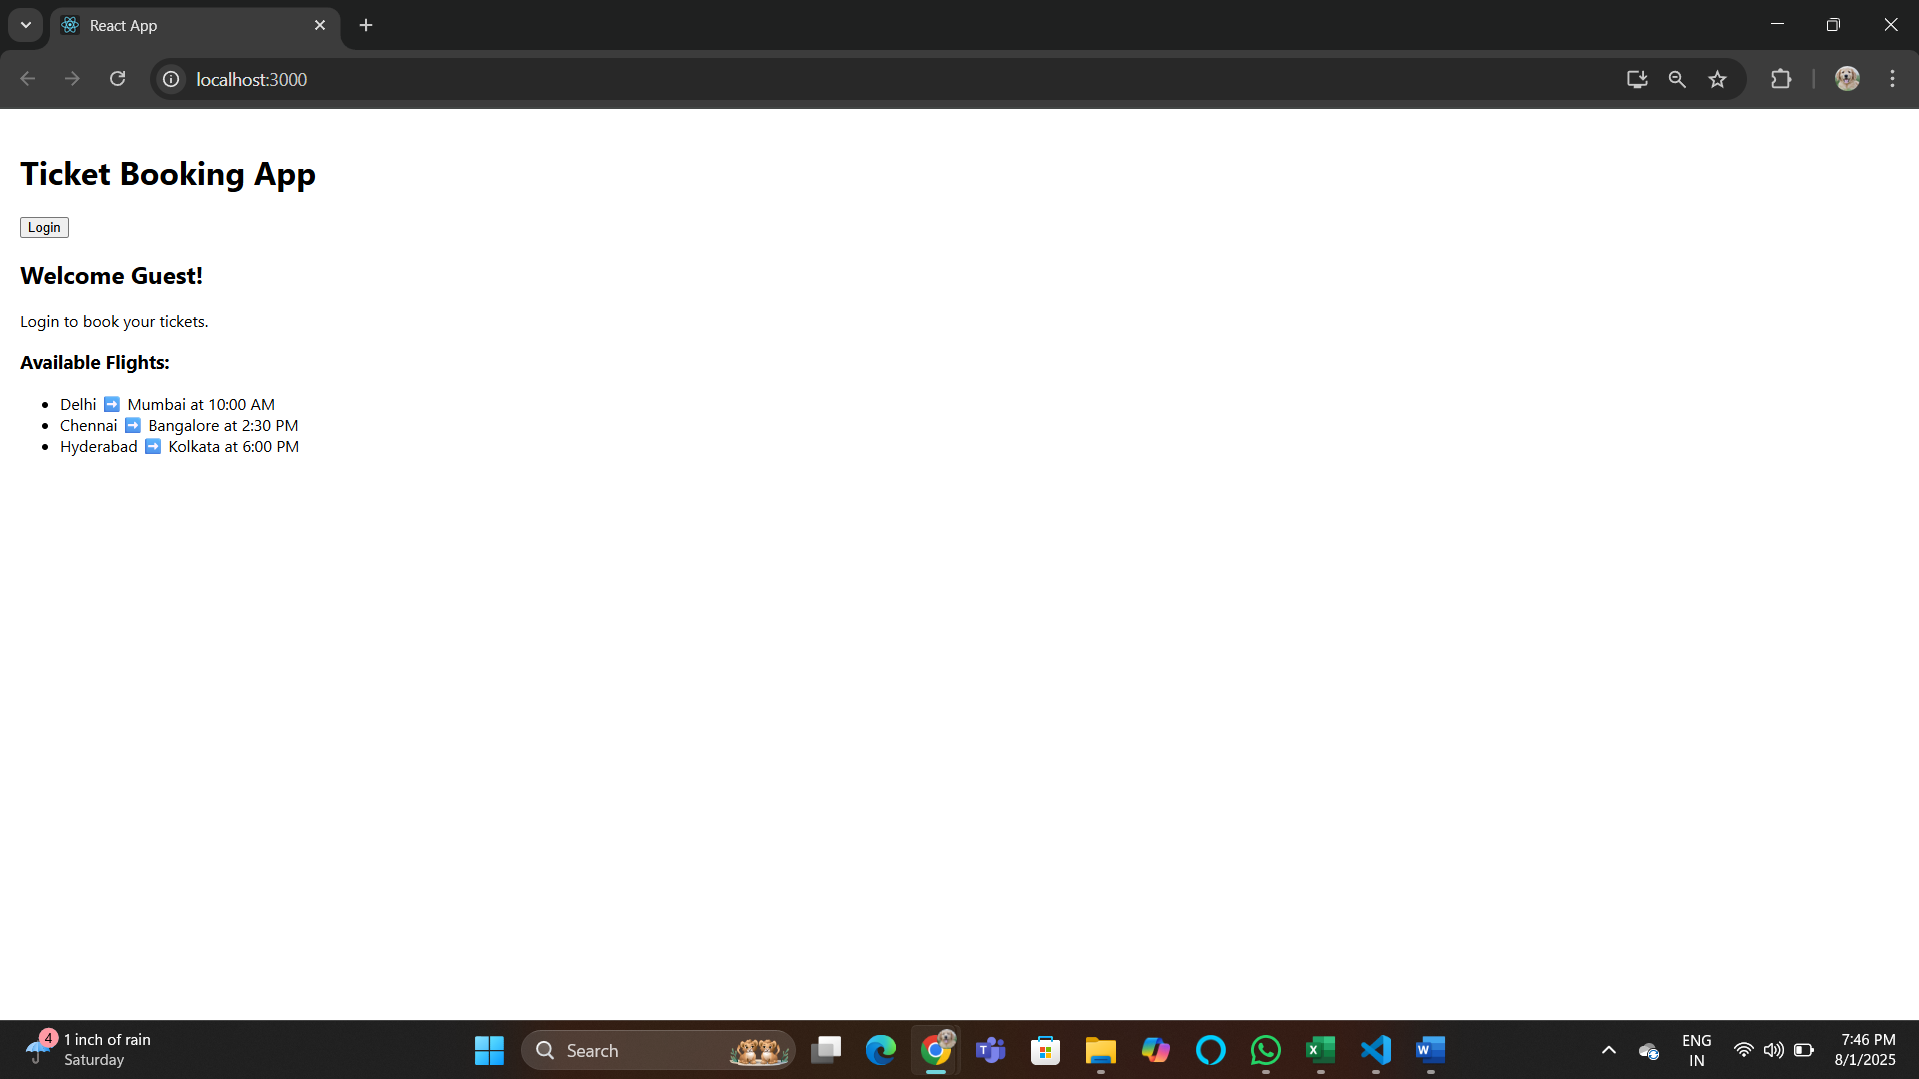 React App
localhost:3000
Ticket Booking App
Login
Welcome Guest!
Login to book your tickets.
Available Flights:
Delhi ➡️ Mumbai at 10:00 AM
Chennai ➡️ Bangalore at 2:30 PM
Hyderabad ➡️ Kolkata at 6:00 PM
4
1 inch of rain
Saturday
Search
ENG
IN
7:46 PM
8/1/2025